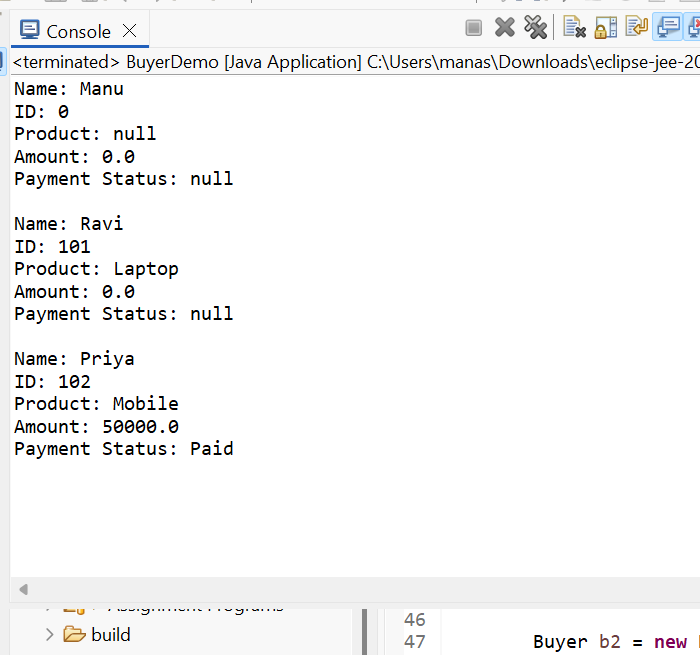 Console
<terminated> BuyerDemo [Java Application] C:\Users\manas\Downloads\eclipse-jee-20
Name: Manu
ID: 0
Product: null
Amount: 0.0
Payment Status: null
Name: Ravi
ID: 101
Product: Laptop
Amount: 0.0
Payment Status: null
Name: Priya
ID: 102
Product: Mobile
Amount: 50000.0
Payment Status: Paid
Assignment Programs
build
46
47 Buyer b2 = new